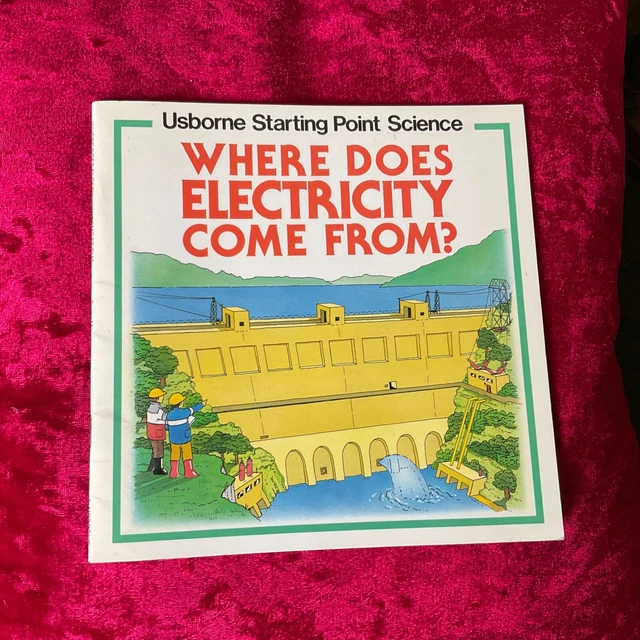 Usborne Starting Point Science
WHERE DOES
ELECTRICITY
COME FROM?